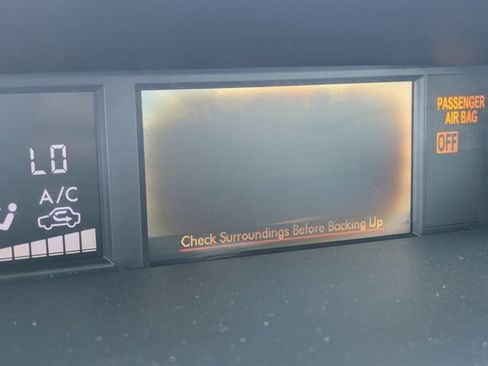 LO
A/C
Check Surroundings Before Backing Up
PASSENGER
AIR BAG
OFF